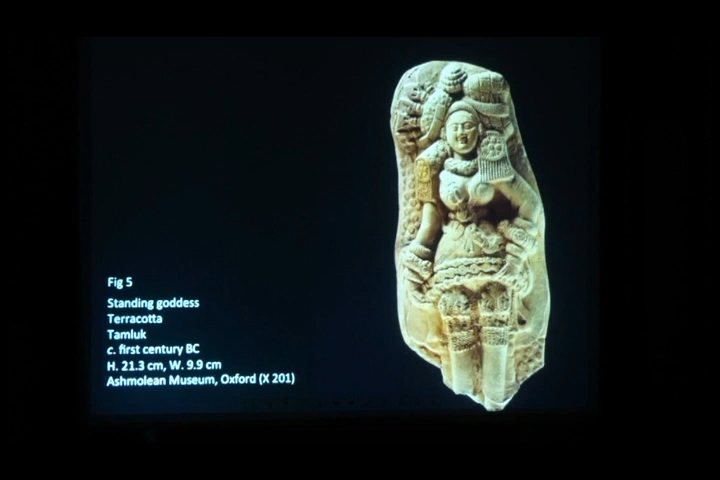 Fig 5
Standing goddess
Terracotta
Tamluk
c. first century BC
H. 21.3 cm, W. 9.9 cm
Ashmolean Museum, Oxford (X 201)